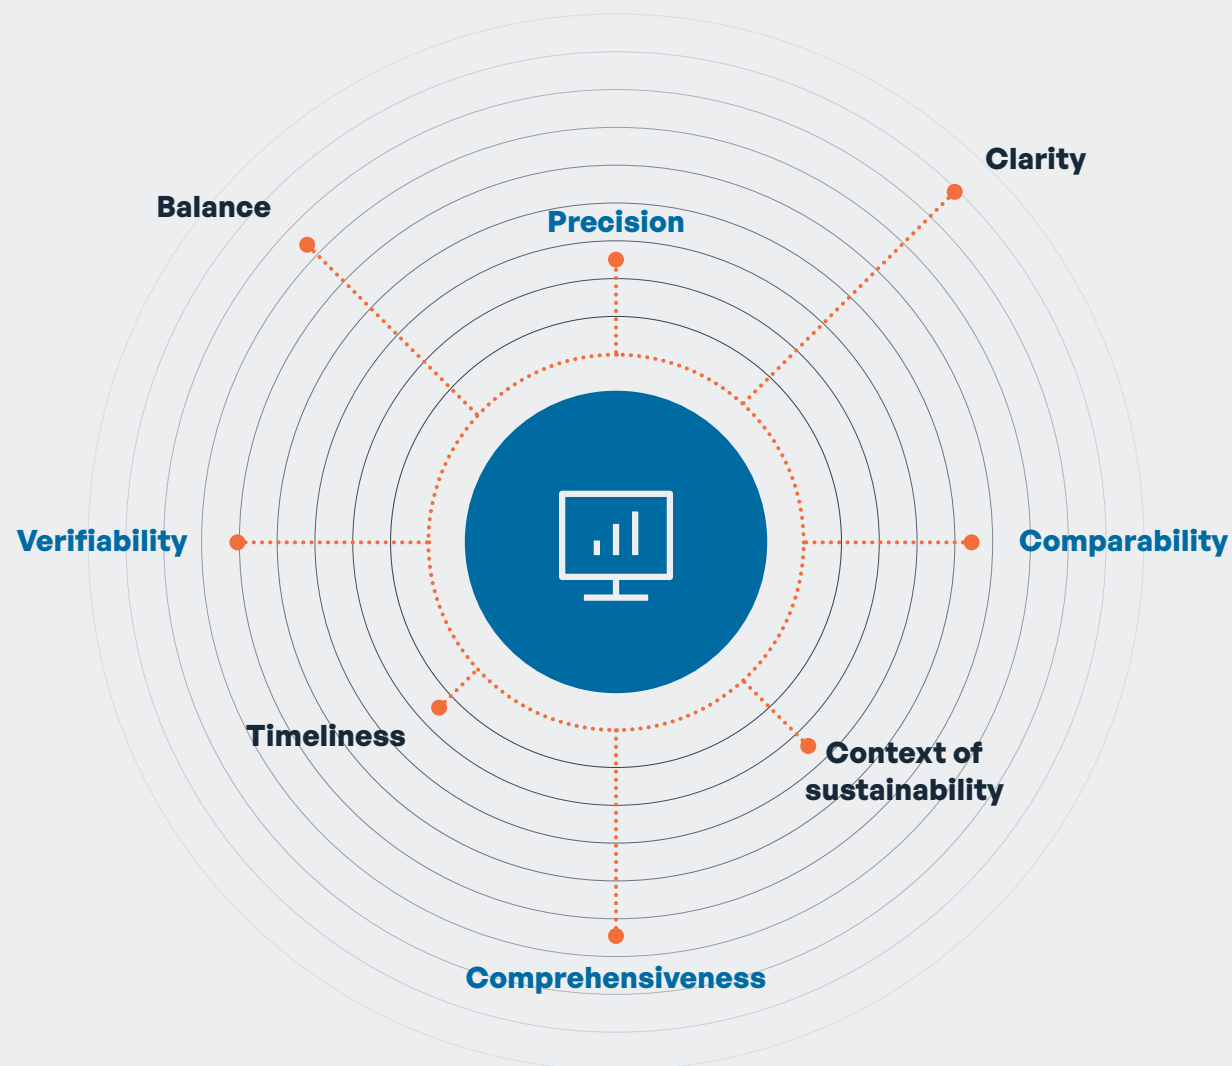 Clarity
Balance
Precision
Verifiability
Comparability
Timeliness
Context of
sustainability
Comprehensiveness